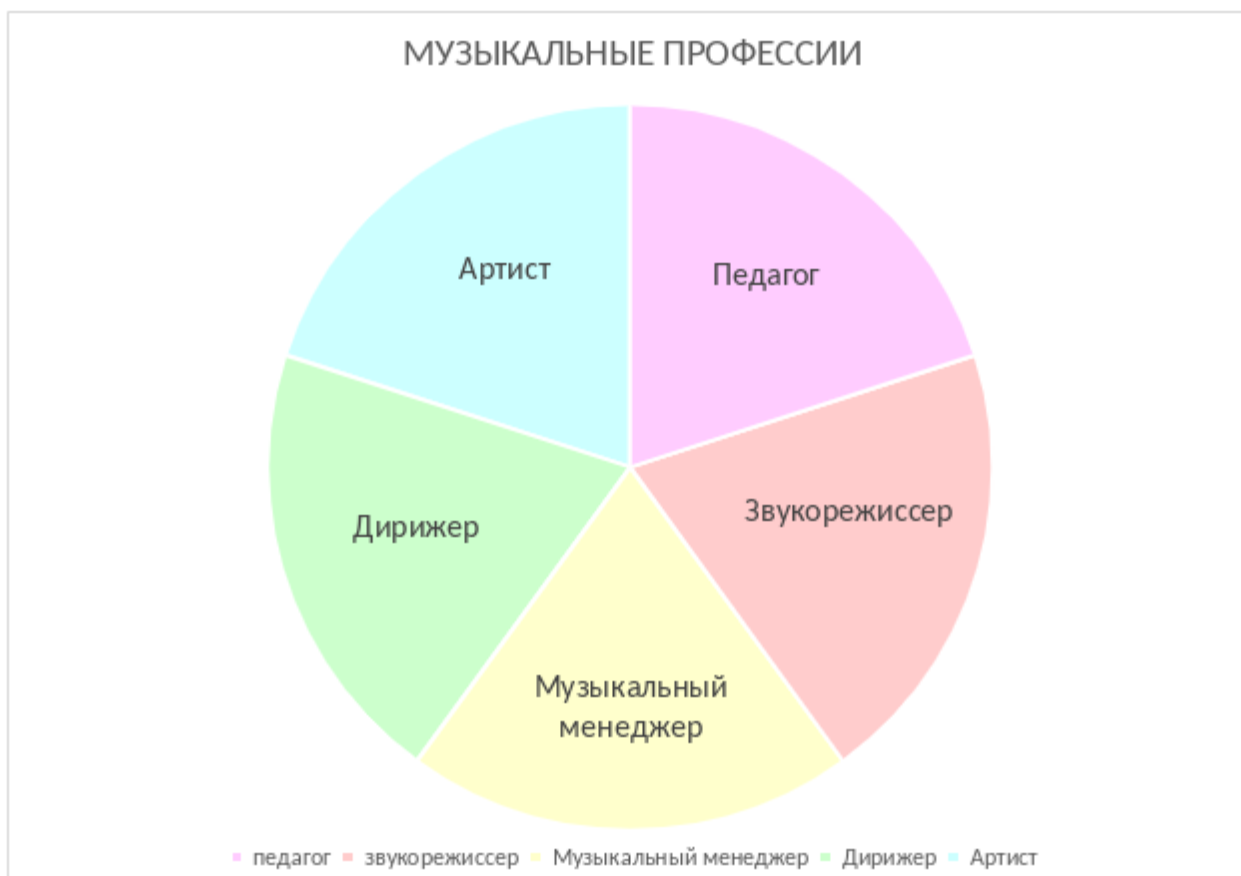 МУЗЫКАЛЬНЫЕ ПРОФЕССИИ
Артист
Педагог
Звукорежиссер
Дирижер
Музыкальный
менеджер
педагог звукорежиссер Музыкальный менеджер Дирижер Артист